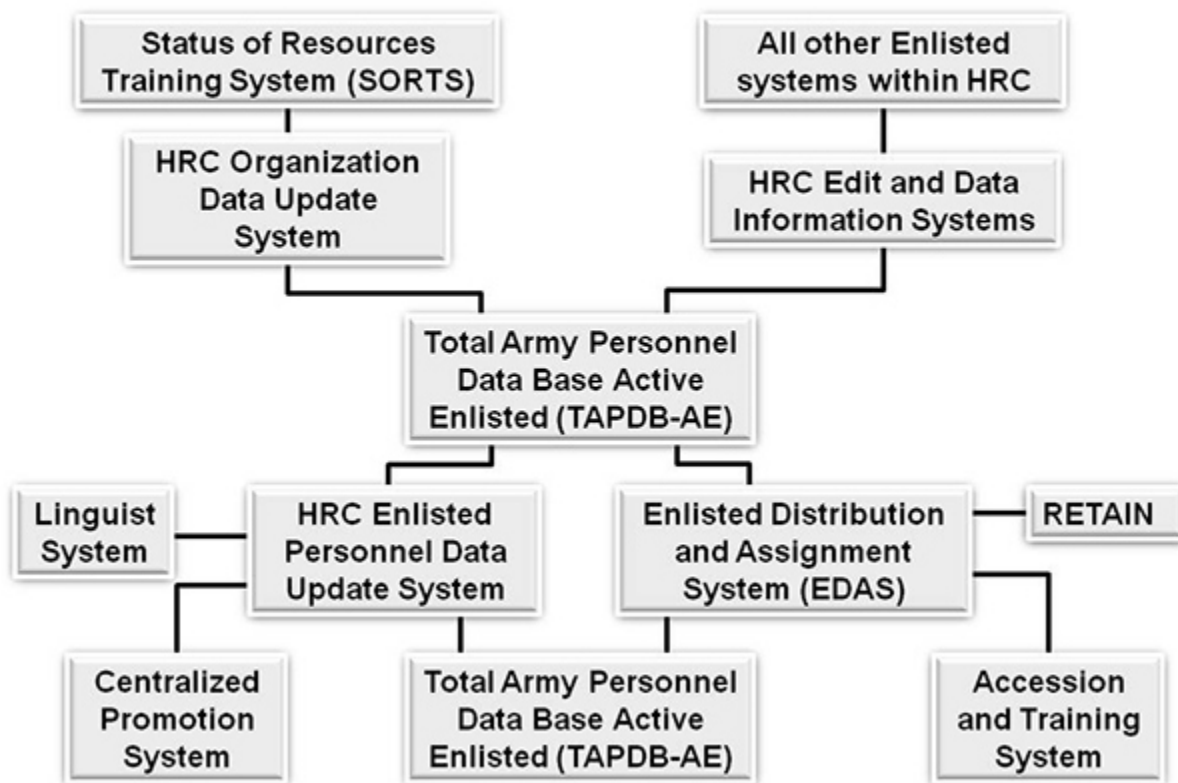 Status of Resources
Training System (SORTS)
All other Enlisted
systems within HRC
HRC Organization
Data Update
System
HRC Edit and Data
Information Systems
Total Army Personnel
Data Base Active
Enlisted (TAPDB-AE)
Linguist
System
HRC Enlisted
Personnel Data
Update System
Enlisted Distribution
and Assignment
System (EDAS)
RETAIN
Centralized
Promotion
System
Total Army Personnel
Data Base Active
Enlisted (TAPDB-AE)
Accession
and Training
System